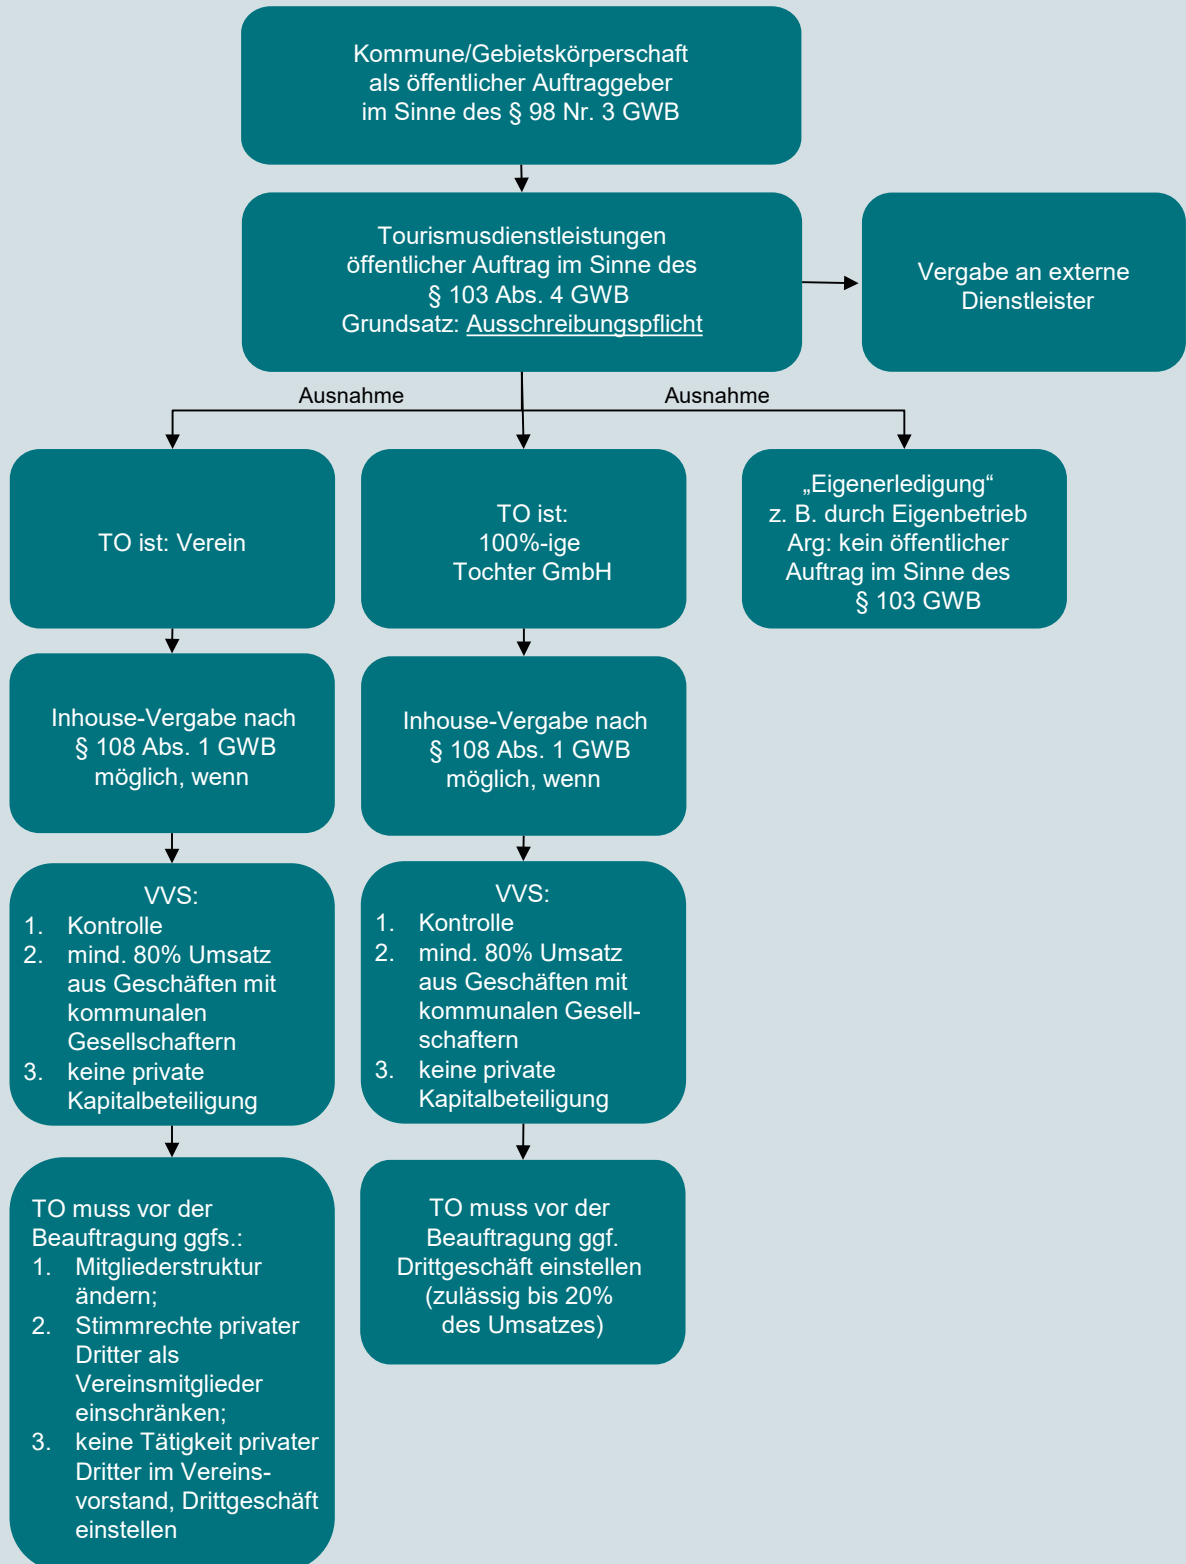 Kommune/Gebietskörperschaft
als öffentlicher Auftraggeber
im Sinne des § 98 Nr. 3 GWB
Tourismusdienstleistungen
öffentlicher Auftrag im Sinne des
§ 103 Abs. 4 GWB
Grundsatz: Ausschreibungspflicht
Vergabe an externe
Dienstleister
Ausnahme
Ausnahme
TO ist: Verein
TO ist:
100%-ige
Tochter GmbH
„Eigenerledigung“
z. B. durch Eigenbetrieb
Arg: kein öffentlicher
Auftrag im Sinne des
§ 103 GWB
Inhouse-Vergabe nach
§ 108 Abs. 1 GWB
möglich, wenn
Inhouse-Vergabe nach
§ 108 Abs. 1 GWB
möglich, wenn
VVS:
1. Kontrolle
2. mind. 80% Umsatz
aus Geschäften mit
kommunalen
Gesellschaftern
3. keine private
Kapitalbeteiligung
VVS:
1. Kontrolle
2. mind. 80% Umsatz
aus Geschäften mit
kommunalen Gesell-
schaftern
3. keine private
Kapitalbeteiligung
TO muss vor der
Beauftragung ggfs.:
1. Mitgliederstruktur
ändern;
2. Stimmrechte privater
Dritter als
Vereinsmitglieder
einschränken;
3. keine Tätigkeit privater
Dritter im Vereins-
vorstand, Drittgeschäft
einstellen
TO muss vor der
Beauftragung ggf.
Drittgeschäft einstellen
(zulässig bis 20%
des Umsatzes)